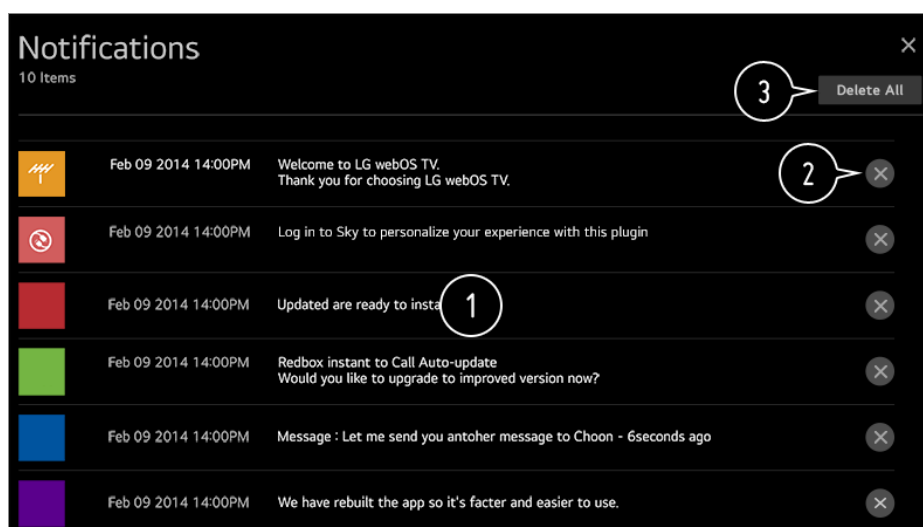 Notifications
10 Items
3
Delete All
Feb 09 2014 14:00PM
Welcome to LG webOS TV.
Thank you for choosing LG webOS TV.
2
Feb 09 2014 14:00PM
Log in to Sky to personalize your experience with this plugin
Feb 09 2014 14:00PM
Updated are ready to insta
1
Feb 09 2014 14:00PM
Redbox instant to Call Auto-update
Would you like to upgrade to improved version now?
Feb 09 2014 14:00PM
Message : Let me send you antoher message to Choon - 6seconds ago
Feb 09 2014 14:00PM
We have rebuilt the app so it's facter and easier to use.